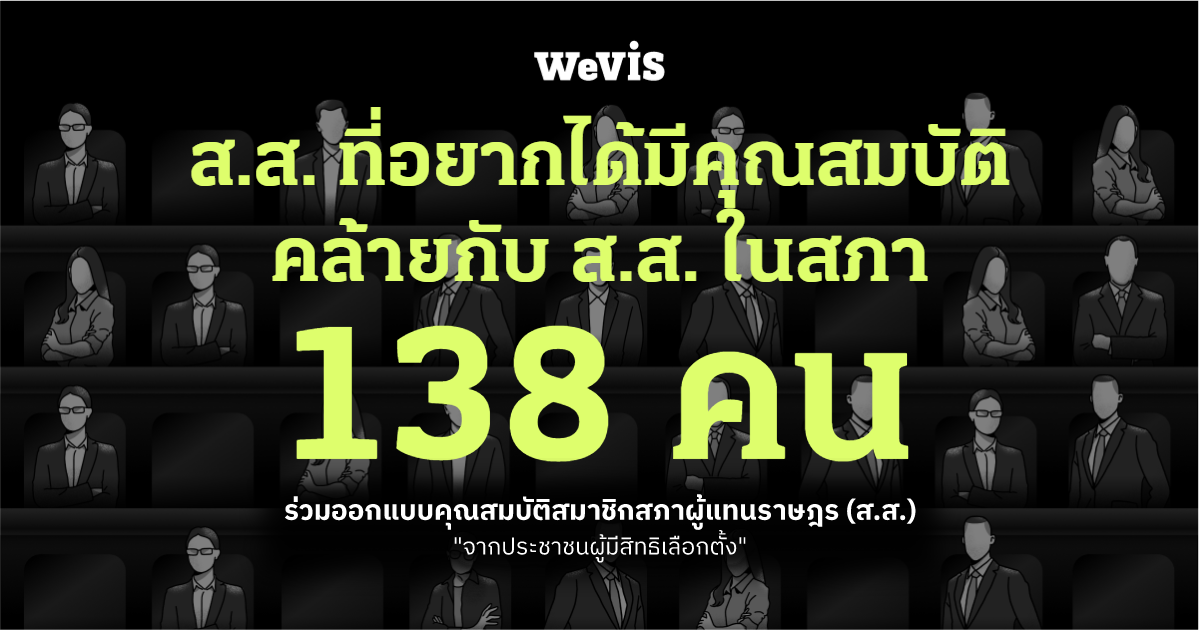 WeVIS
ส.ส. ที่อยากได้มีคุณสมบัติ
คล้ายกับ ส.ส. ในสภา
138 คน
ร่วมออกแบบคุณสมบัติสมาชิกสภาผู้แทนราษฎร (ส.ส.)
"จากประชาชนผู้มีสิทธิเลือกตั้ง"